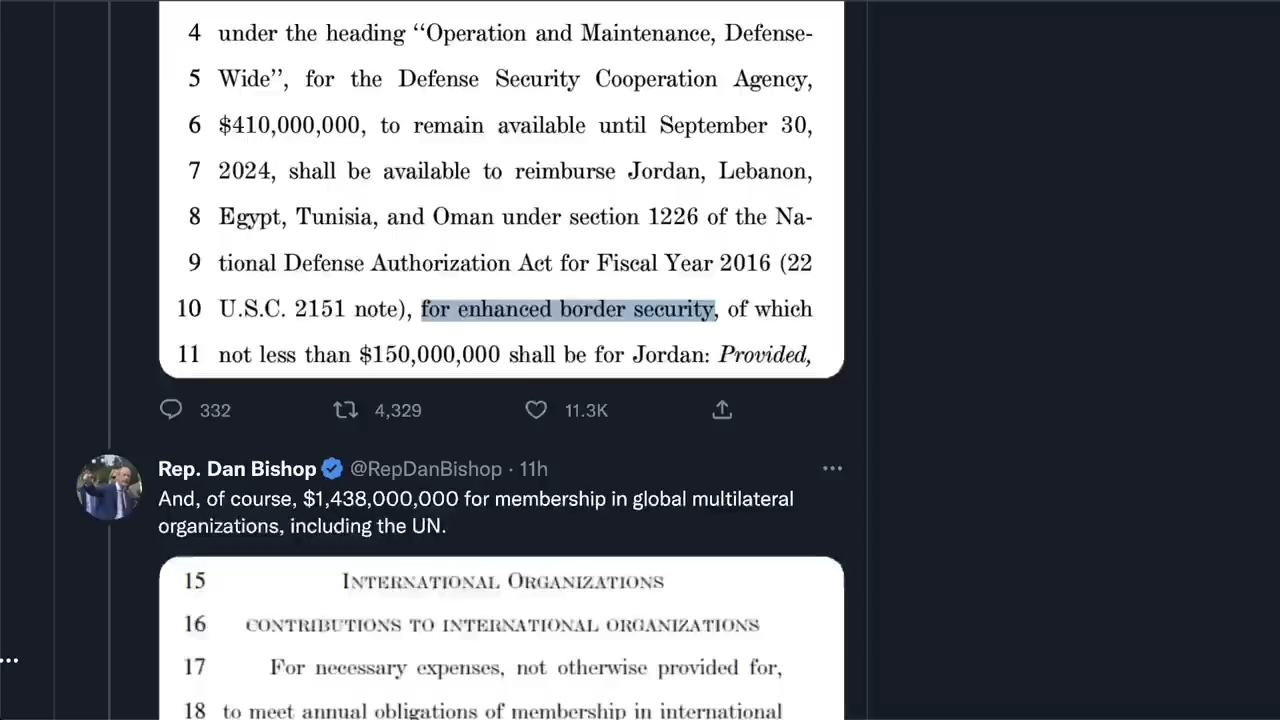 4 under the heading “Operation and Maintenance, Defense-
5 Wide”, for the Defense Security Cooperation Agency,
6 $410,000,000, to remain available until September 30,
7 2024, shall be available to reimburse Jordan, Lebanon,
8 Egypt, Tunisia, and Oman under section 1226 of the Na-
9 tional Defense Authorization Act for Fiscal Year 2016 (22
10 U.S.C. 2151 note), for enhanced border security, of which
11 not less than $150,000,000 shall be for Jordan: Provided,
332 4,329 11.3K
Rep. Dan Bishop @RepDanBishop · 11h
And, of course, $1,438,000,000 for membership in global multilateral
organizations, including the UN.
15 INTERNATIONAL ORGANIZATIONS
16 CONTRIBUTIONS TO INTERNATIONAL ORGANIZATIONS
17 For necessary expenses, not otherwise provided for,
18 to meet annual obligations of membership in international